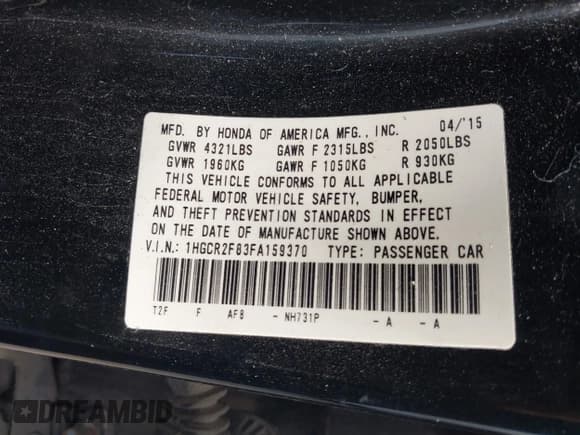 MFD. BY HONDA OF AMERICA MFG., INC. 04/'15
GVWR 4321LBS GAWR F 2315LBS R 2050LBS
GVWR 1960KG GAWR F 1050KG R 930KG
THIS VEHICLE CONFORMS TO ALL APPLICABLE
FEDERAL MOTOR VEHICLE SAFETY, BUMPER,
AND THEFT PREVENTION STANDARDS IN EFFECT
ON THE DATE OF MANUFACTURE SHOWN ABOVE.
V.I.N.: 1HGCR2F83FA159370 TYPE: PASSENGER CAR
T2F F AF8 - NH731P - A - A
DREAMBID